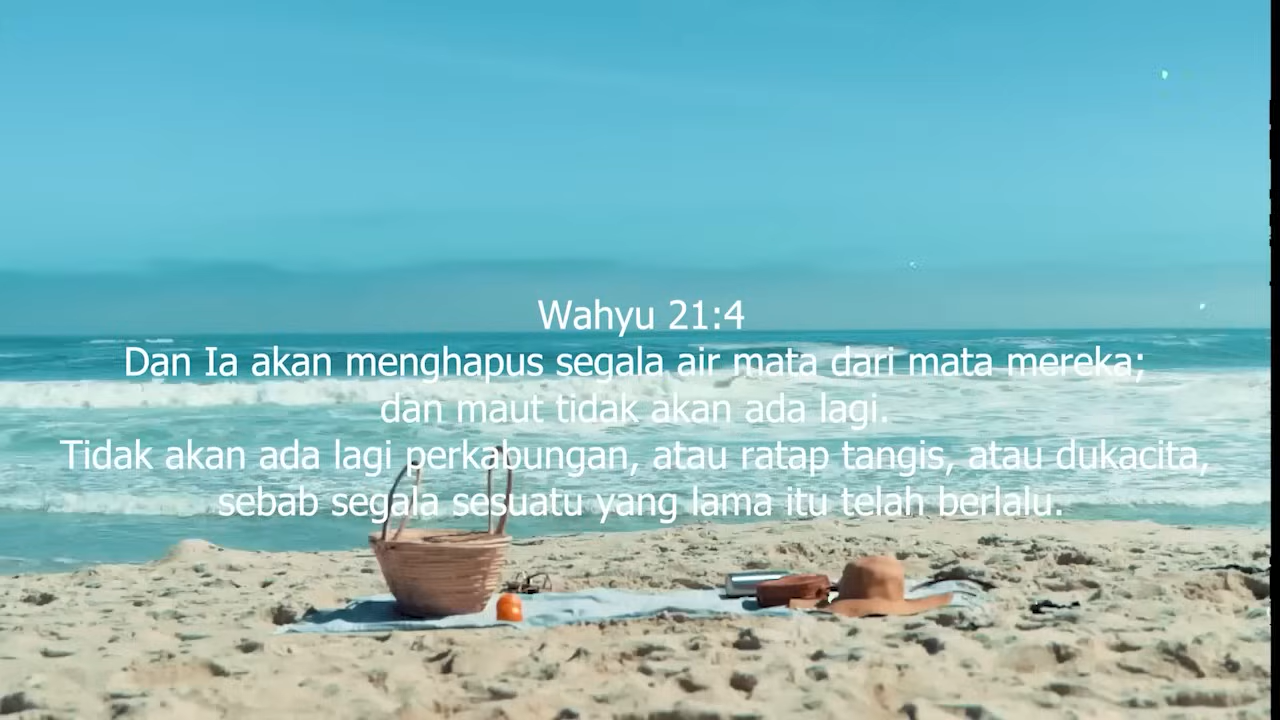 Wahyu 21:4
Dan Ia akan menghapus segala air mata dari mata mereka;
dan maut tidak akan ada lagi.
Tidak akan ada lagi perkabungan, atau ratap tangis, atau dukacita,
sebab segala sesuatu yang lama itu telah berlalu.